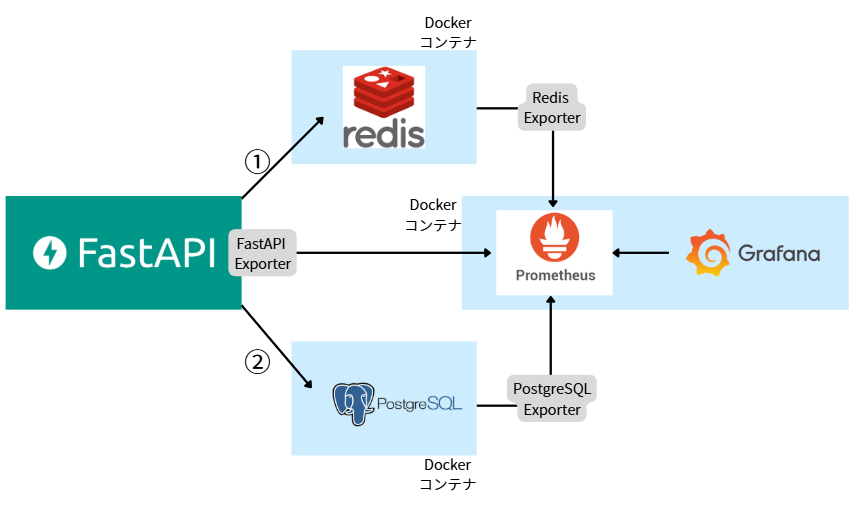 Docker
コンテナ
redis
Redis
Exporter
①
Docker
コンテナ
FastAPI
FastAPI
Exporter
Prometheus
Grafana
②
PostgreSQL
PostgreSQL
Exporter
Docker
コンテナ